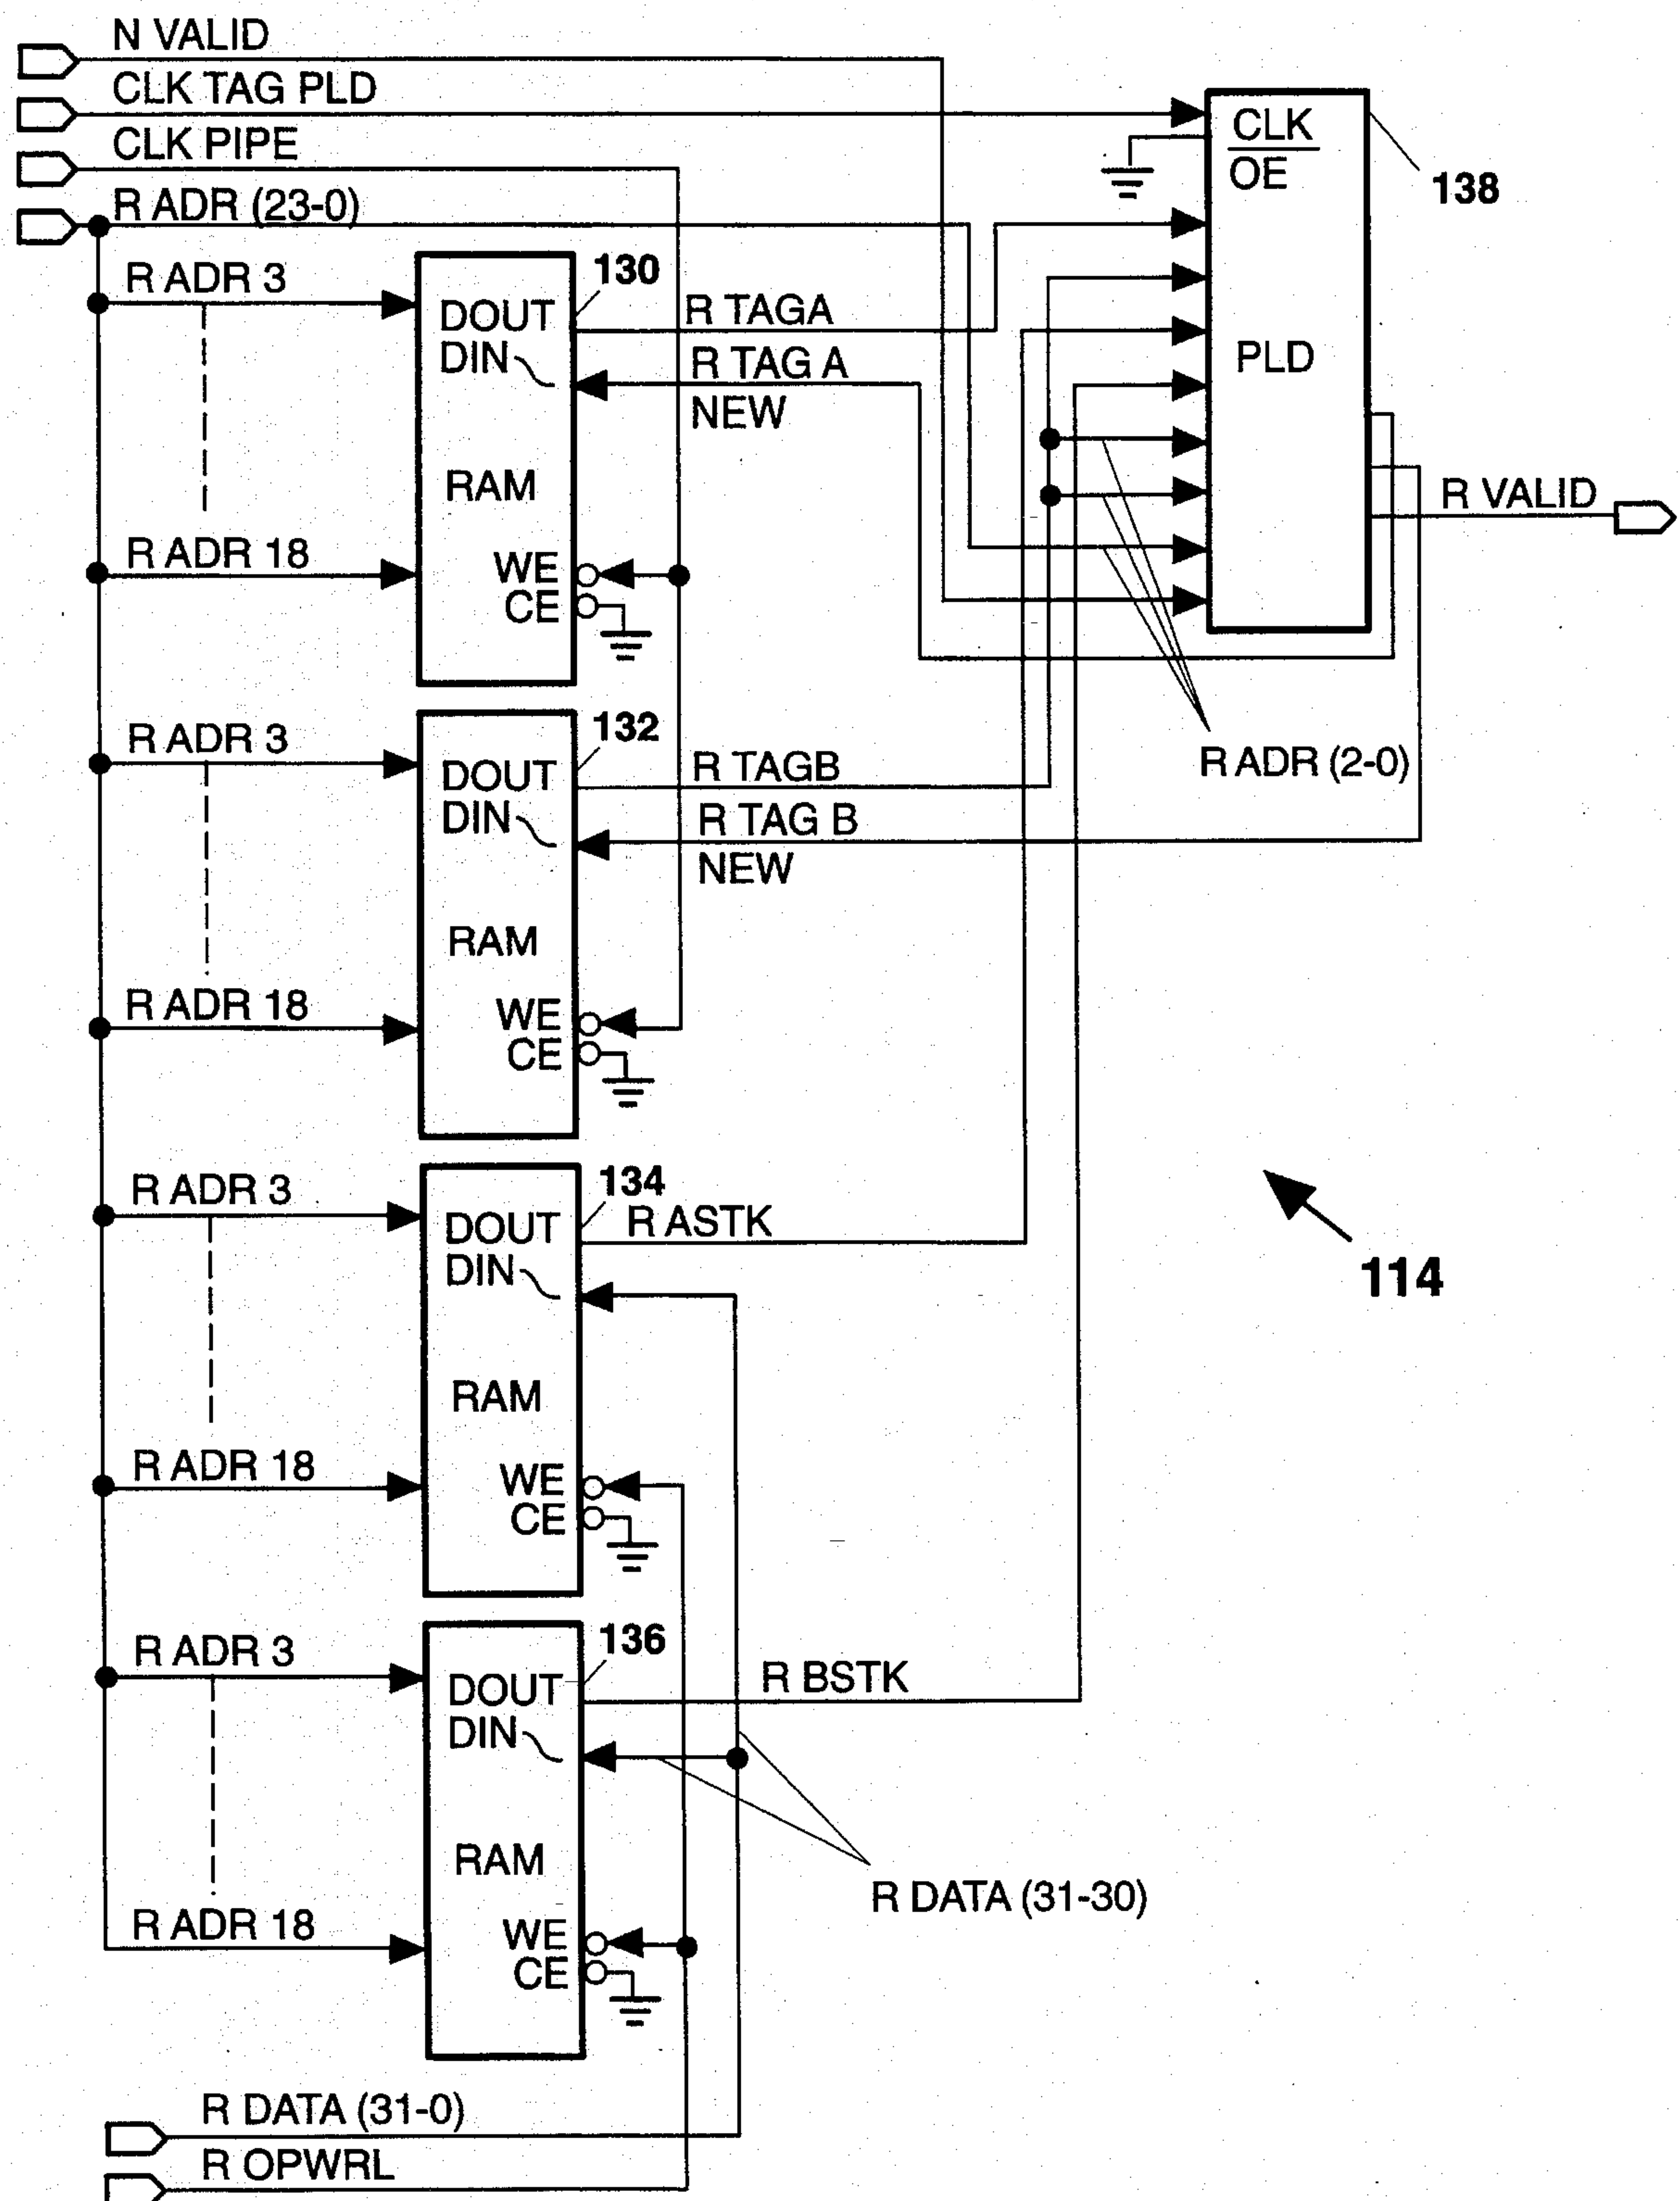 N VALID
CLK TAG PLD
CLK PIPE
R ADR (23-0)
CLK
OE
138
PLD
R VALID
R ADR (2-0)
R ADR 3
130
DOUT
DIN
R TAGA
R TAG A
NEW
RAM
R ADR 18
WE
CE
R ADR 3
132
DOUT
DIN
R TAGB
R TAG B
NEW
RAM
R ADR 18
WE
CE
R ADR 3
134
DOUT
DIN
R ASTK
114
RAM
R ADR 18
WE
CE
R ADR 3
136
DOUT
DIN
R BSTK
RAM
R DATA (31-30)
R ADR 18
WE
CE
R DATA (31-0)
R OPWRL